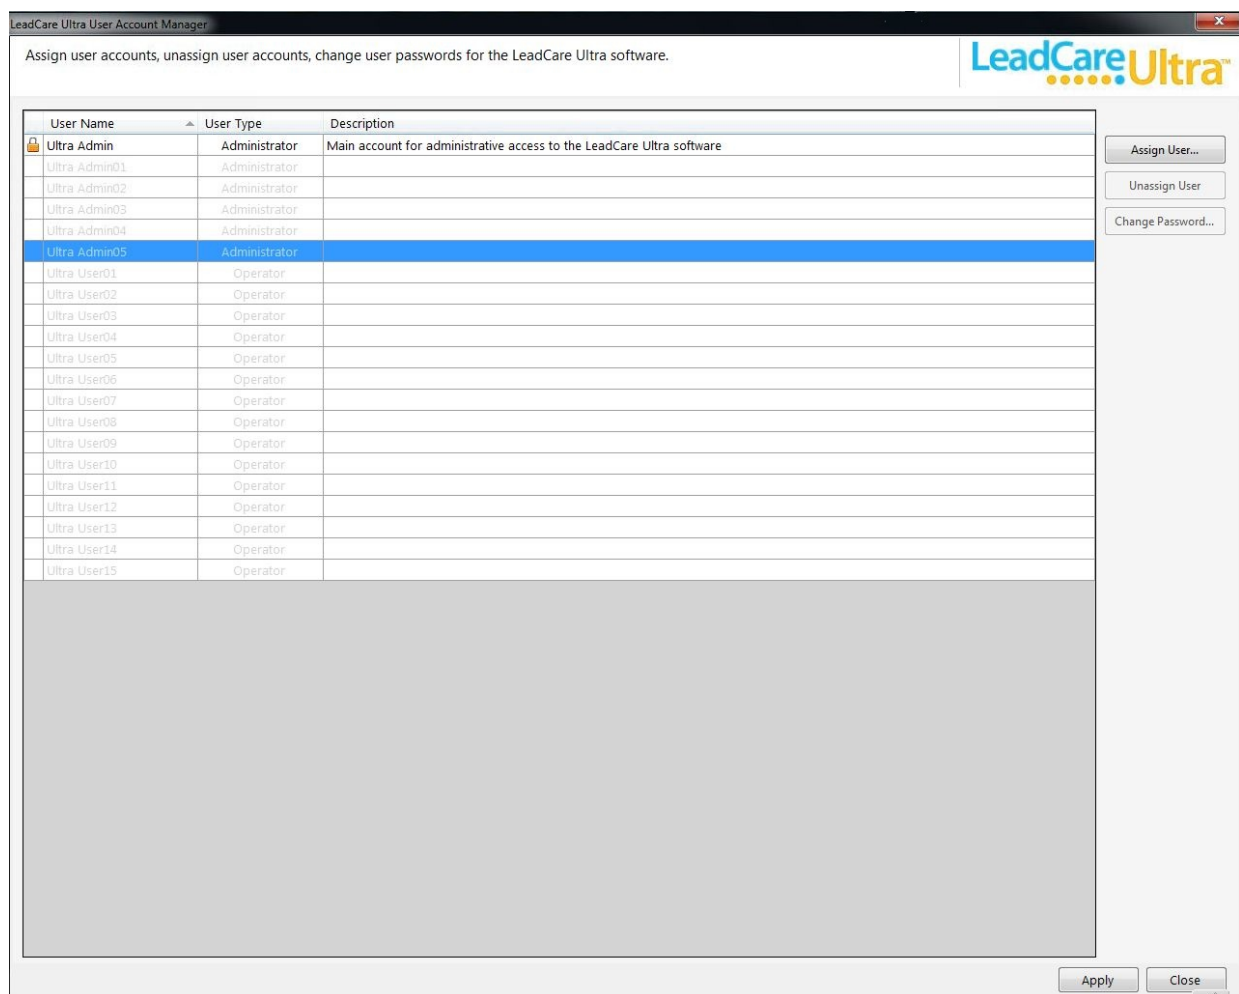 LeadCare Ultra User Account Manager
Assign user accounts, unassign user accounts, change user passwords for the LeadCare Ultra software.
LeadCare Ultra™
User Name User Type Description
Ultra Admin Administrator Main account for administrative access to the LeadCare Ultra software
Ultra Admin01 Administrator
Ultra Admin02 Administrator
Ultra Admin03 Administrator
Ultra Admin04 Administrator
Ultra Admin05 Administrator
Ultra User01 Operator
Ultra User02 Operator
Ultra User03 Operator
Ultra User04 Operator
Ultra User05 Operator
Ultra User06 Operator
Ultra User07 Operator
Ultra User08 Operator
Ultra User09 Operator
Ultra User10 Operator
Ultra User11 Operator
Ultra User12 Operator
Ultra User13 Operator
Ultra User14 Operator
Ultra User15 Operator
Assign User...
Unassign User
Change Password...
Apply Close